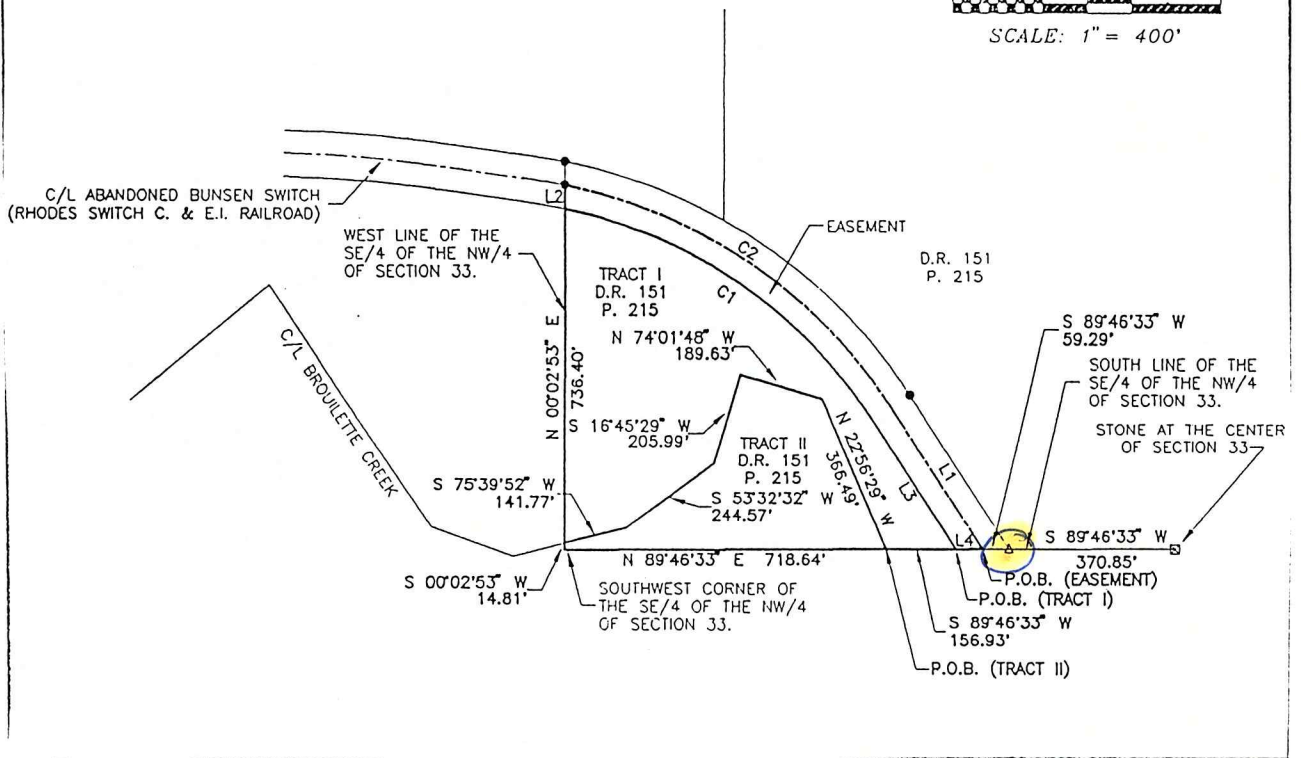 SCALE: 1" = 400'
C/L ABANDONED BUNSEN SWITCH
(RHODES SWITCH C. & E.I. RAILROAD)
L2
WEST LINE OF THE
SE/4 OF THE NW/4
OF SECTION 33.
EASEMENT
C2
D.R. 151
P. 215
TRACT I
D.R. 151
P. 215
C1
N 74°01'48" W
189.63'
S 89°46'33" W
59.29'
SOUTH LINE OF THE
SE/4 OF THE NW/4
OF SECTION 33.
STONE AT THE CENTER
OF SECTION 33
C/L BROUILETTE CREEK
N 00°02'53" E
736.40'
S 16°45'29" W
205.99'
TRACT II
D.R. 151
P. 215
N 22°56'29" W
366.49'
L3
L1
S 75°39'52" W
141.77'
S 53°32'32" W
244.57'
L4
S 89°46'33" W
370.85'
N 89°46'33" E 718.64'
S 00°02'53" W
14.81'
SOUTHWEST CORNER OF
THE SE/4 OF THE NW/4
OF SECTION 33.
P.O.B. (EASEMENT)
P.O.B. (TRACT I)
S 89°46'33" W
156.93'
P.O.B. (TRACT II)